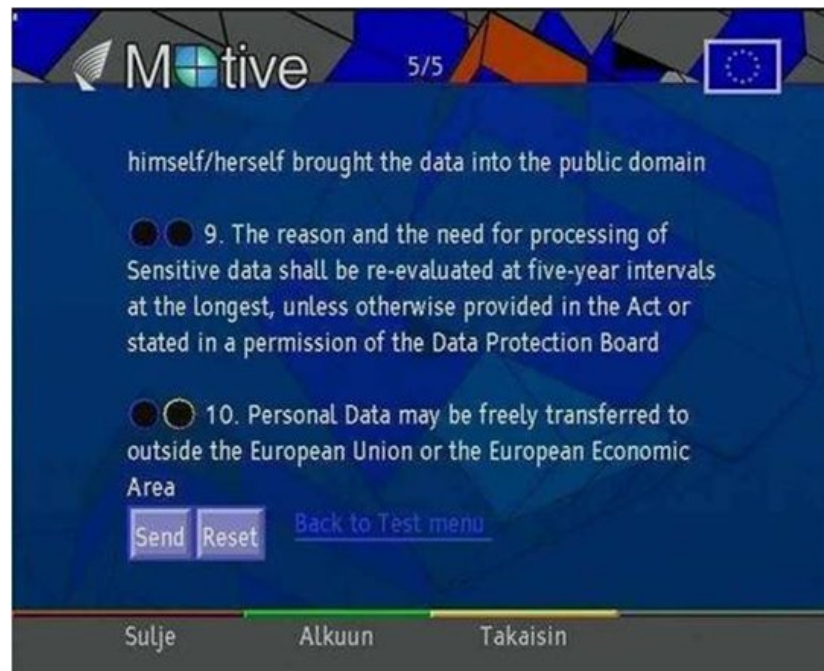 Motive
5/5
himself/herself brought the data into the public domain
9. The reason and the need for processing of
Sensitive data shall be re-evaluated at five-year intervals
at the longest, unless otherwise provided in the Act or
stated in a permission of the Data Protection Board
10. Personal Data may be freely transferred to
outside the European Union or the European Economic
Area
Send Reset Back to Test menu
Sulje Alkuun Takaisin